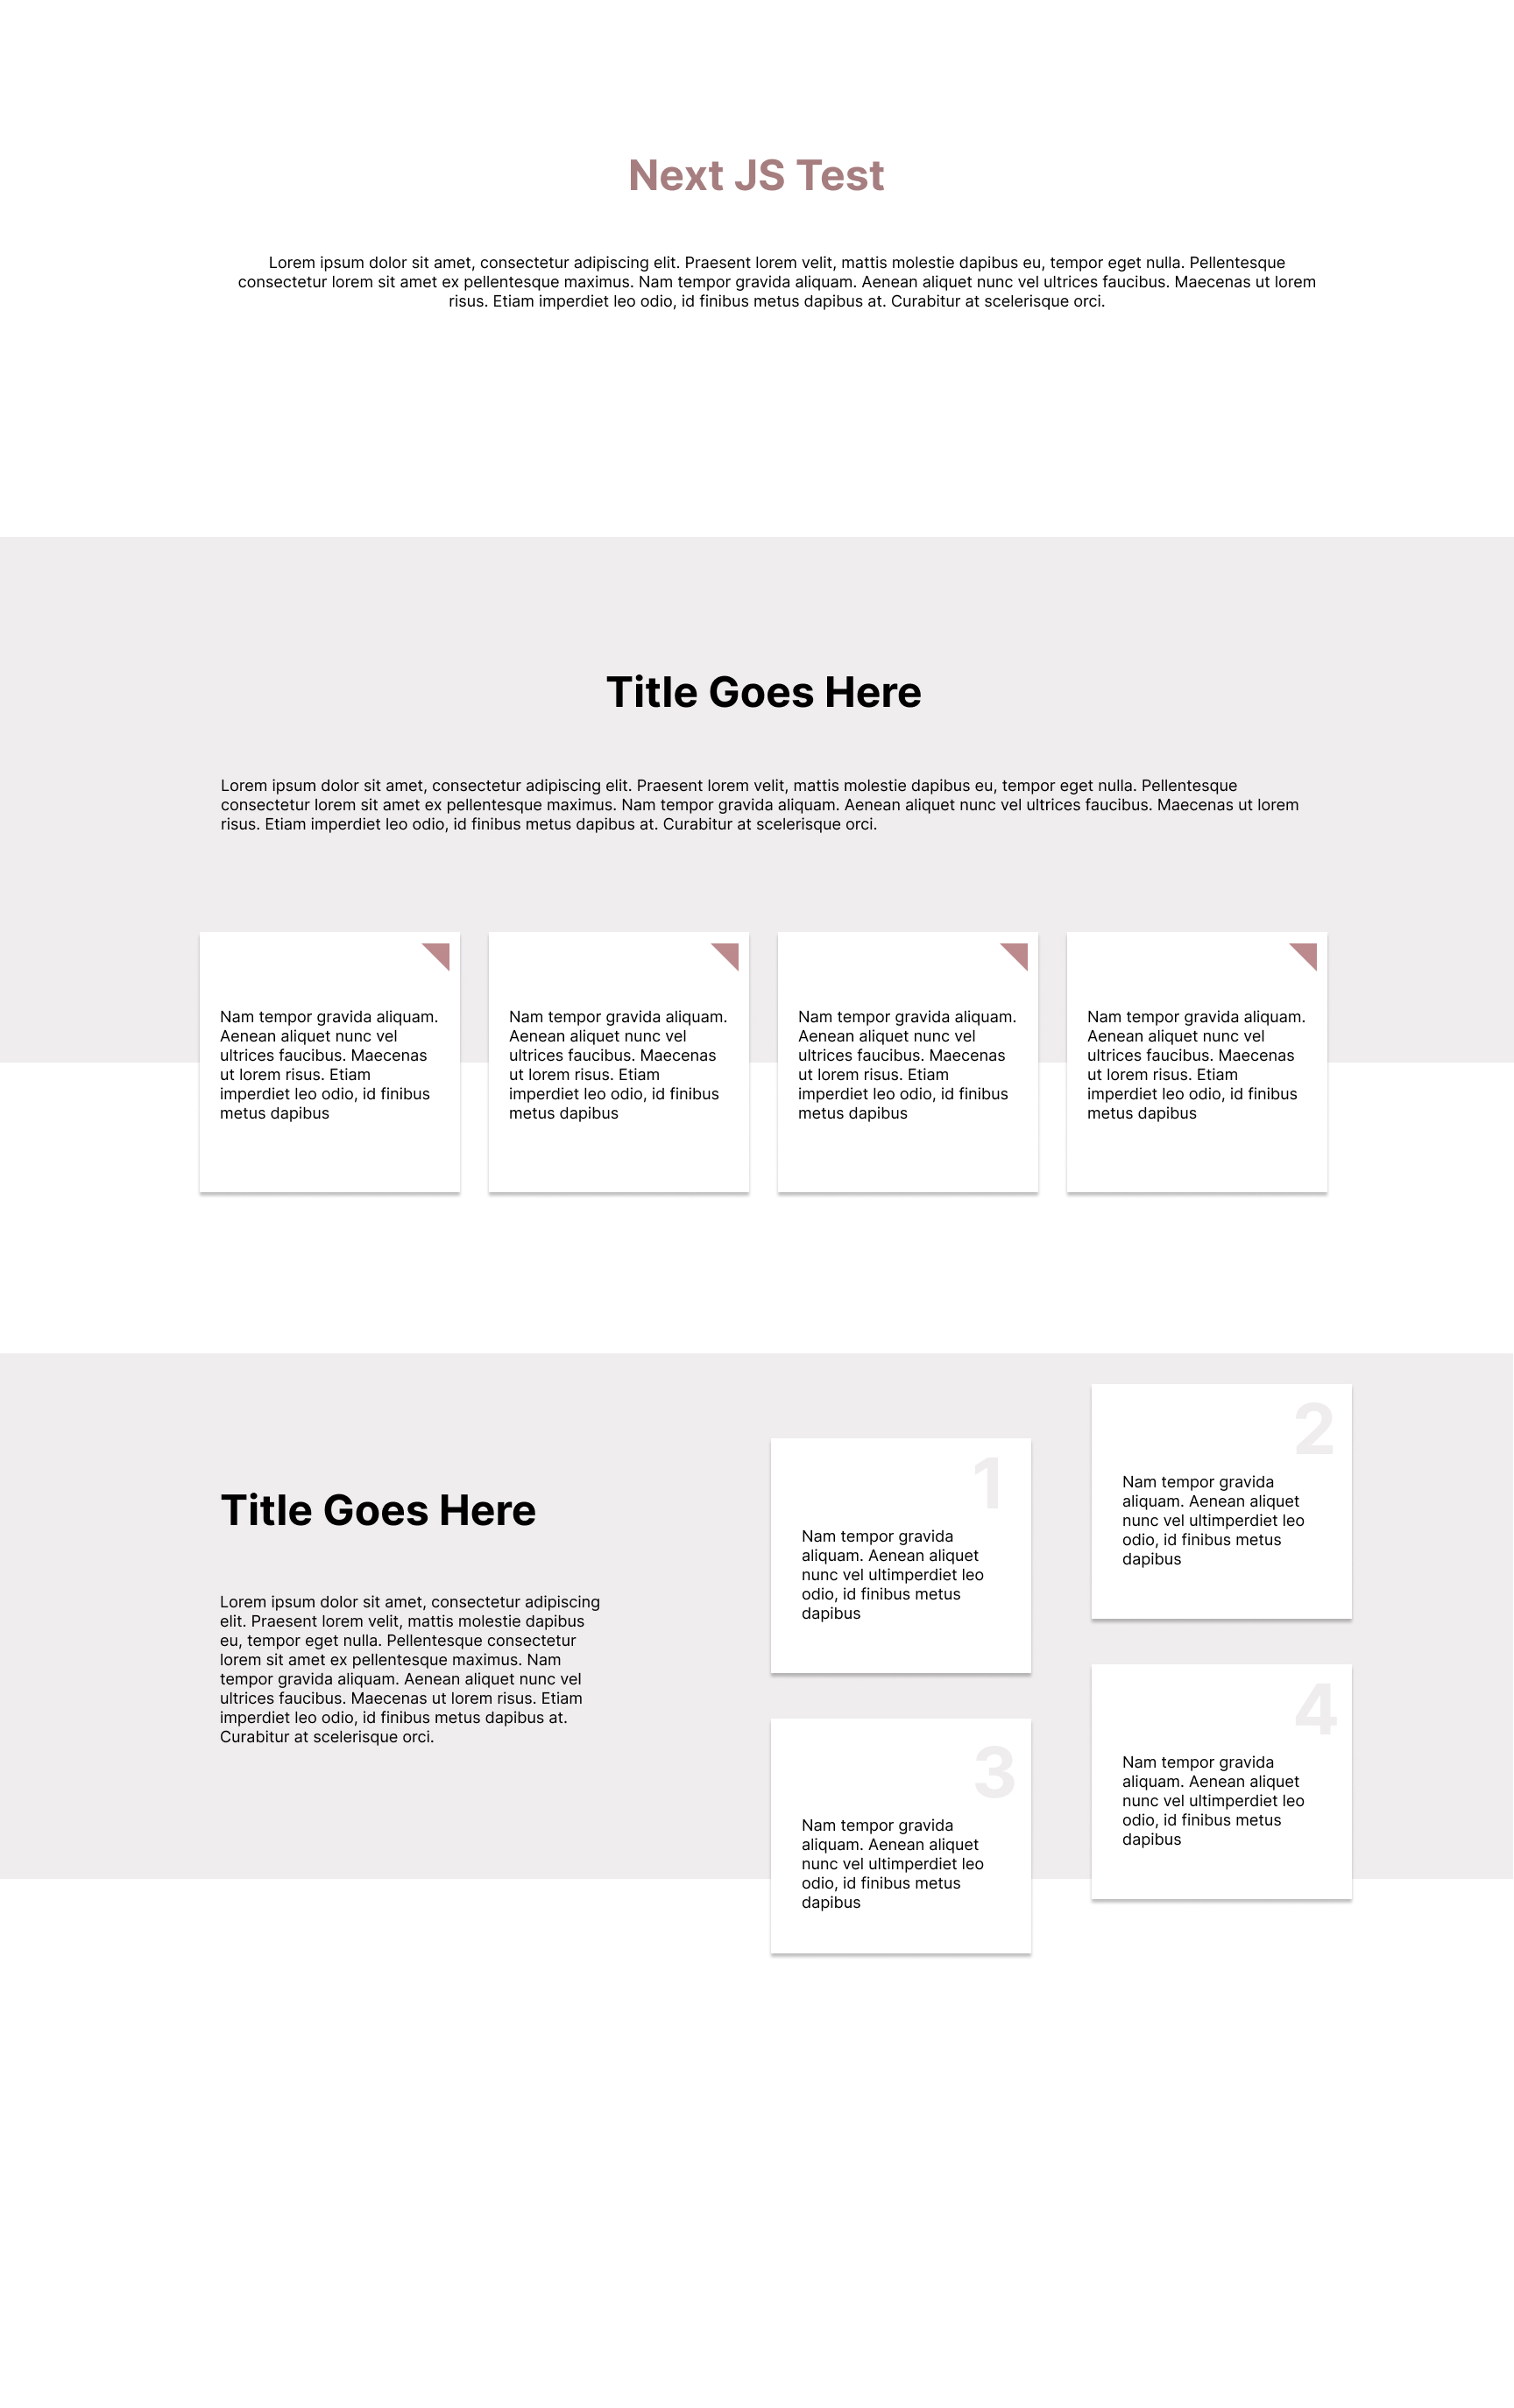 Next JS Test
Lorem ipsum dolor sit amet, consectetur adipiscing elit. Praesent lorem velit, mattis molestie dapibus eu, tempor eget nulla. Pellentesque
consectetur lorem sit amet ex pellentesque maximus. Nam tempor gravida aliquam. Aenean aliquet nunc vel ultrices faucibus. Maecenas ut lorem
risus. Etiam imperdiet leo odio, id finibus metus dapibus at. Curabitur at scelerisque orci.
Title Goes Here
Lorem ipsum dolor sit amet, consectetur adipiscing elit. Praesent lorem velit, mattis molestie dapibus eu, tempor eget nulla. Pellentesque
consectetur lorem sit amet ex pellentesque maximus. Nam tempor gravida aliquam. Aenean aliquet nunc vel ultrices faucibus. Maecenas ut lorem
risus. Etiam imperdiet leo odio, id finibus metus dapibus at. Curabitur at scelerisque orci.
Nam tempor gravida aliquam.
Aenean aliquet nunc vel
ultrices faucibus. Maecenas
ut lorem risus. Etiam
imperdiet leo odio, id finibus
metus dapibus
Nam tempor gravida aliquam.
Aenean aliquet nunc vel
ultrices faucibus. Maecenas
ut lorem risus. Etiam
imperdiet leo odio, id finibus
metus dapibus
Nam tempor gravida aliquam.
Aenean aliquet nunc vel
ultrices faucibus. Maecenas
ut lorem risus. Etiam
imperdiet leo odio, id finibus
metus dapibus
Nam tempor gravida aliquam.
Aenean aliquet nunc vel
ultrices faucibus. Maecenas
ut lorem risus. Etiam
imperdiet leo odio, id finibus
metus dapibus
Title Goes Here
Lorem ipsum dolor sit amet, consectetur adipiscing
elit. Praesent lorem velit, mattis molestie dapibus
eu, tempor eget nulla. Pellentesque consectetur
lorem sit amet ex pellentesque maximus. Nam
tempor gravida aliquam. Aenean aliquet nunc vel
ultrices faucibus. Maecenas ut lorem risus. Etiam
imperdiet leo odio, id finibus metus dapibus at.
Curabitur at scelerisque orci.
1
Nam tempor gravida
aliquam. Aenean aliquet
nunc vel ultimperdiet leo
odio, id finibus metus
dapibus
2
Nam tempor gravida
aliquam. Aenean aliquet
nunc vel ultimperdiet leo
odio, id finibus metus
dapibus
3
Nam tempor gravida
aliquam. Aenean aliquet
nunc vel ultimperdiet leo
odio, id finibus metus
dapibus
4
Nam tempor gravida
aliquam. Aenean aliquet
nunc vel ultimperdiet leo
odio, id finibus metus
dapibus